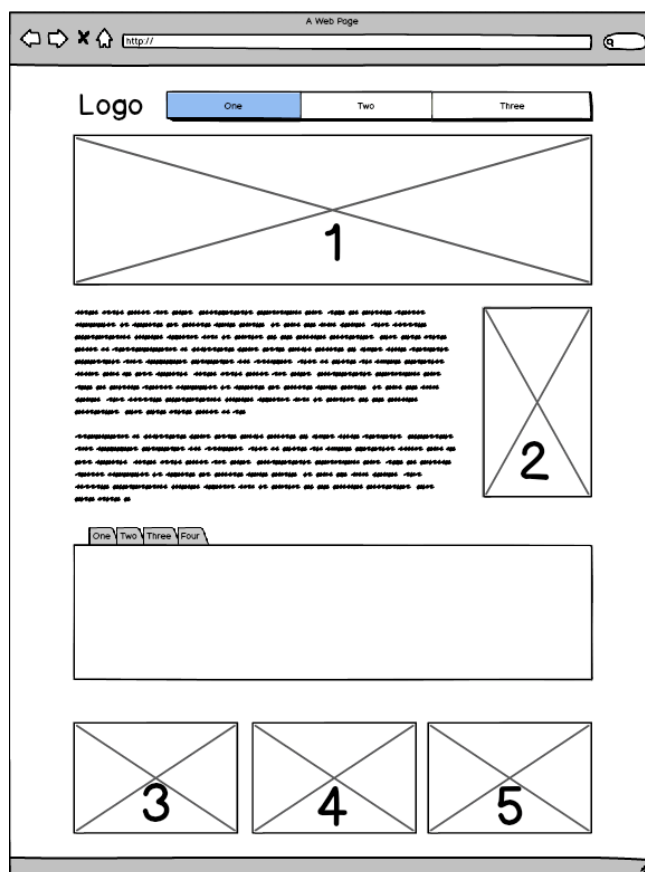 A Web Page
http://
Logo
One Two Three
1
2
One Two Three Four
3 4 5